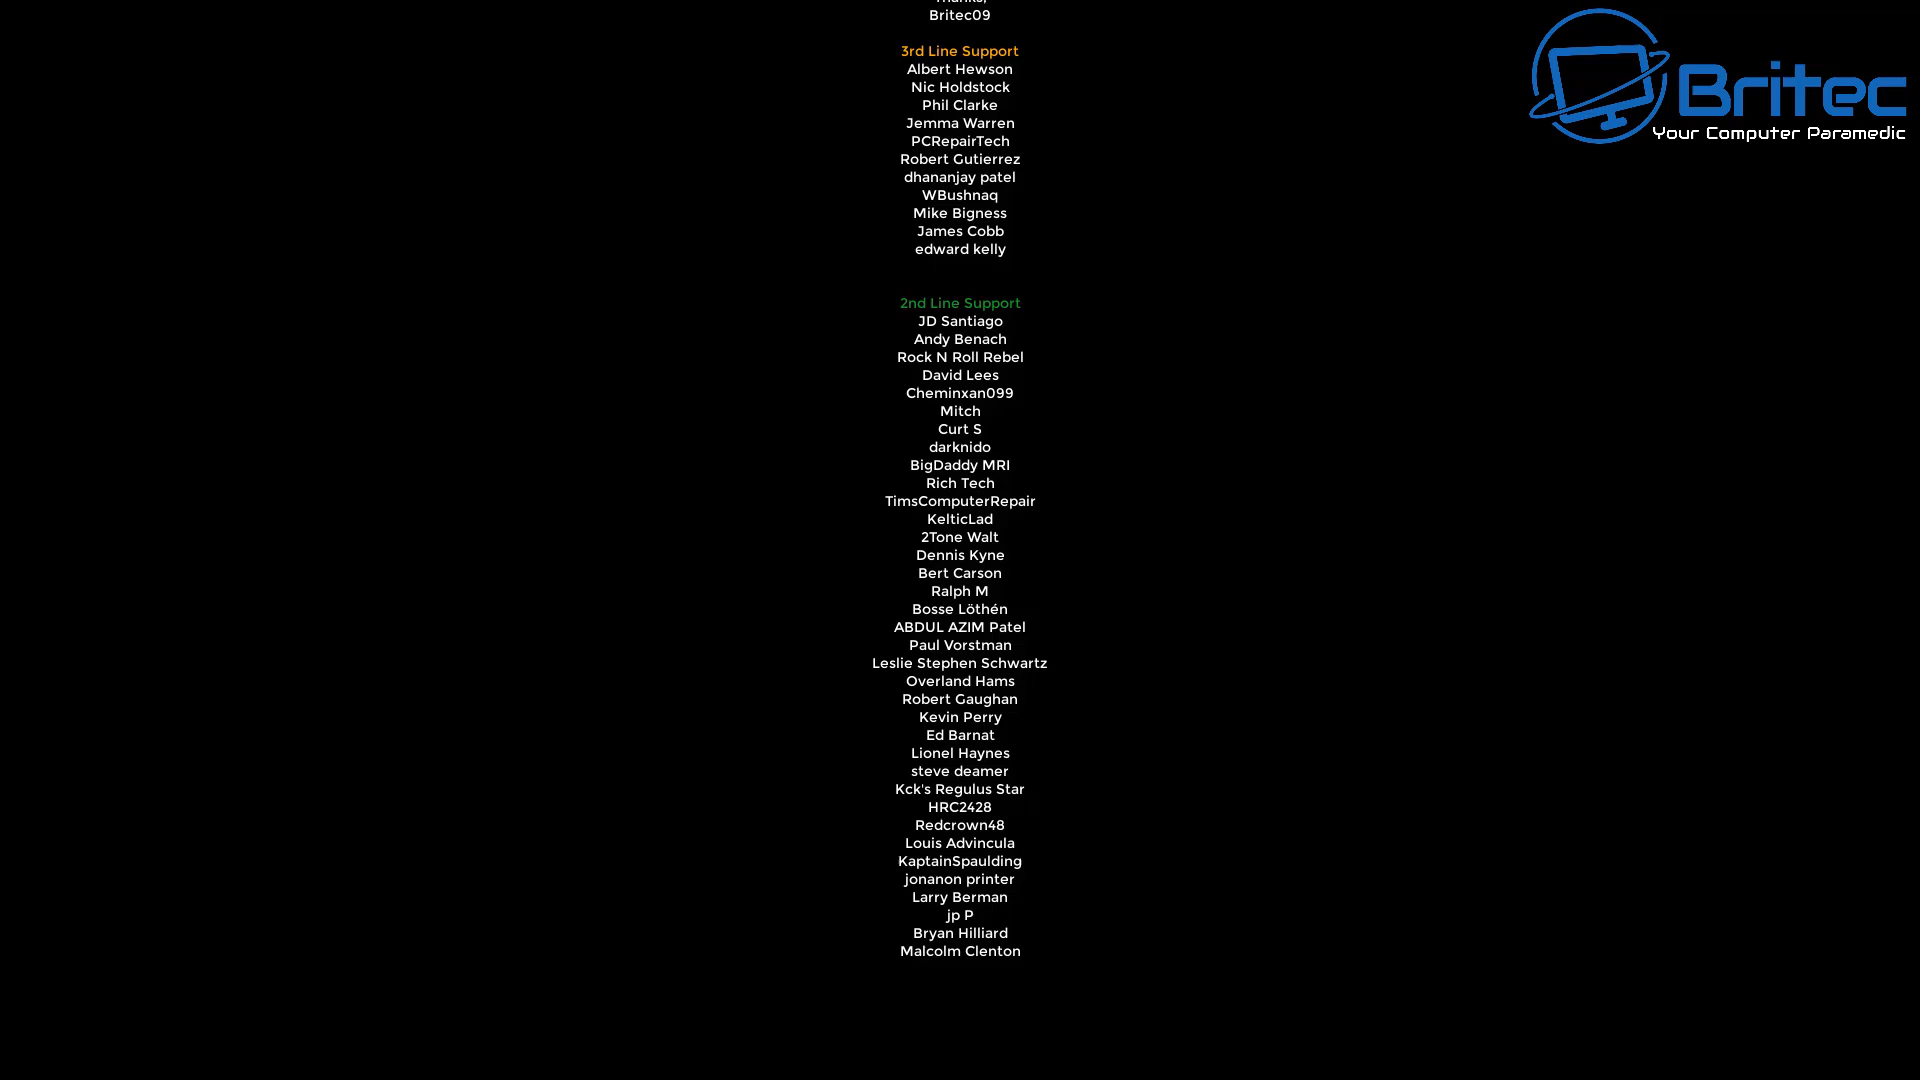 Thanks,
Britec09
3rd Line Support
Albert Hewson
Nic Holdstock
Phil Clarke
Jemma Warren
PCRepairTech
Robert Gutierrez
dhananjay patel
WBushnaq
Mike Bigness
James Cobb
edward kelly
2nd Line Support
JD Santiago
Andy Benach
Rock N Roll Rebel
David Lees
Cheminxan099
Mitch
Curt S
darknido
BigDaddy MRI
Rich Tech
TimsComputerRepair
KelticLad
2Tone Walt
Dennis Kyne
Bert Carson
Ralph M
Bosse Löthén
ABDUL AZIM Patel
Paul Vorstman
Leslie Stephen Schwartz
Overland Hams
Robert Gaughan
Kevin Perry
Ed Barnat
Lionel Haynes
steve deamer
Kck's Regulus Star
HRC2428
Redcrown48
Louis Advincula
KaptainSpaulding
jonanon printer
Larry Berman
jp P
Bryan Hilliard
Malcolm Clenton
Britec
Your Computer Paramedic